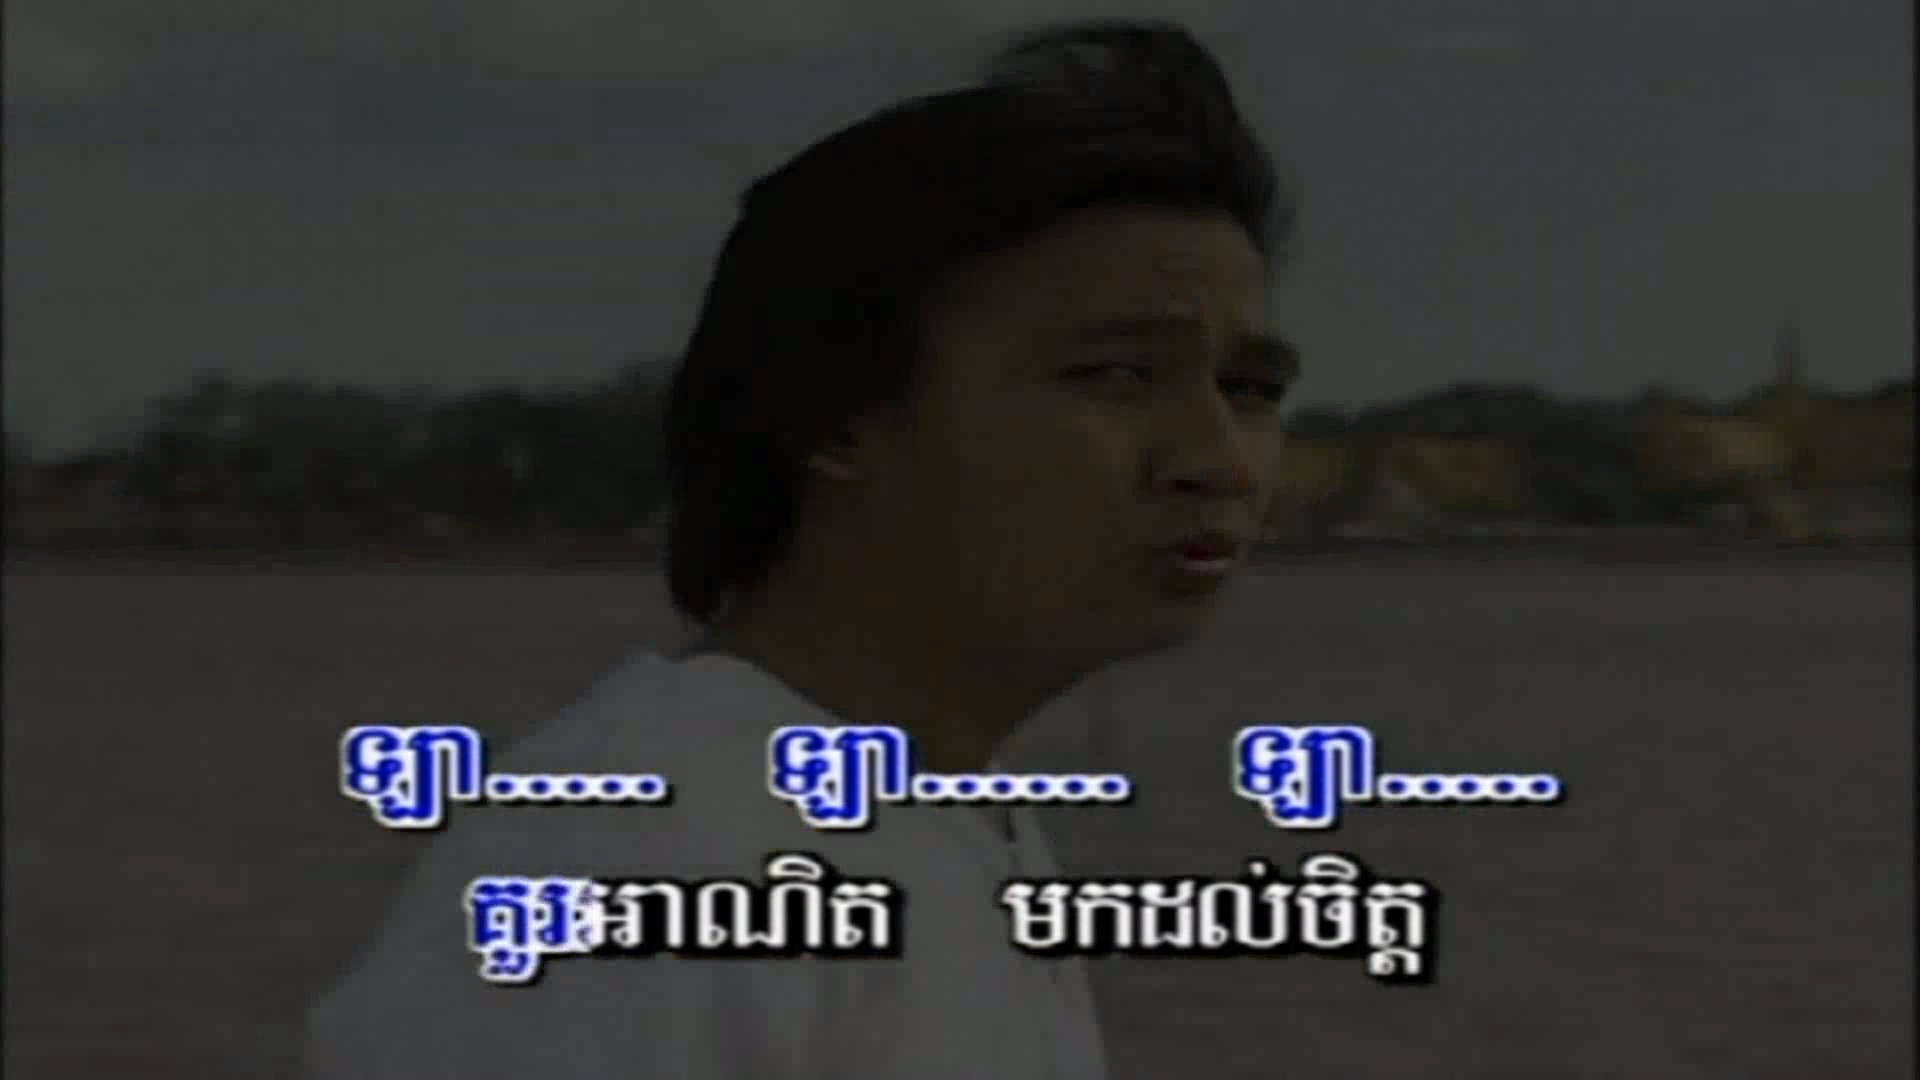 ឡា...... ឡា....... ឡា......
គួរអាណិត មកដល់ចិត្ត